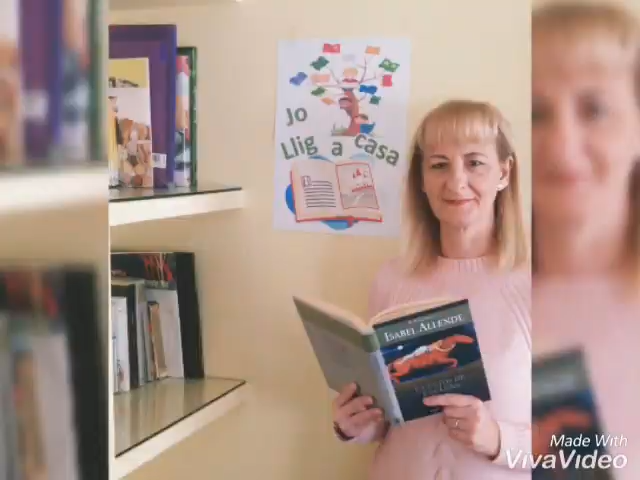 Jo
Llig a casa
ISABEL ALLENDE
Made With
VivaVideo